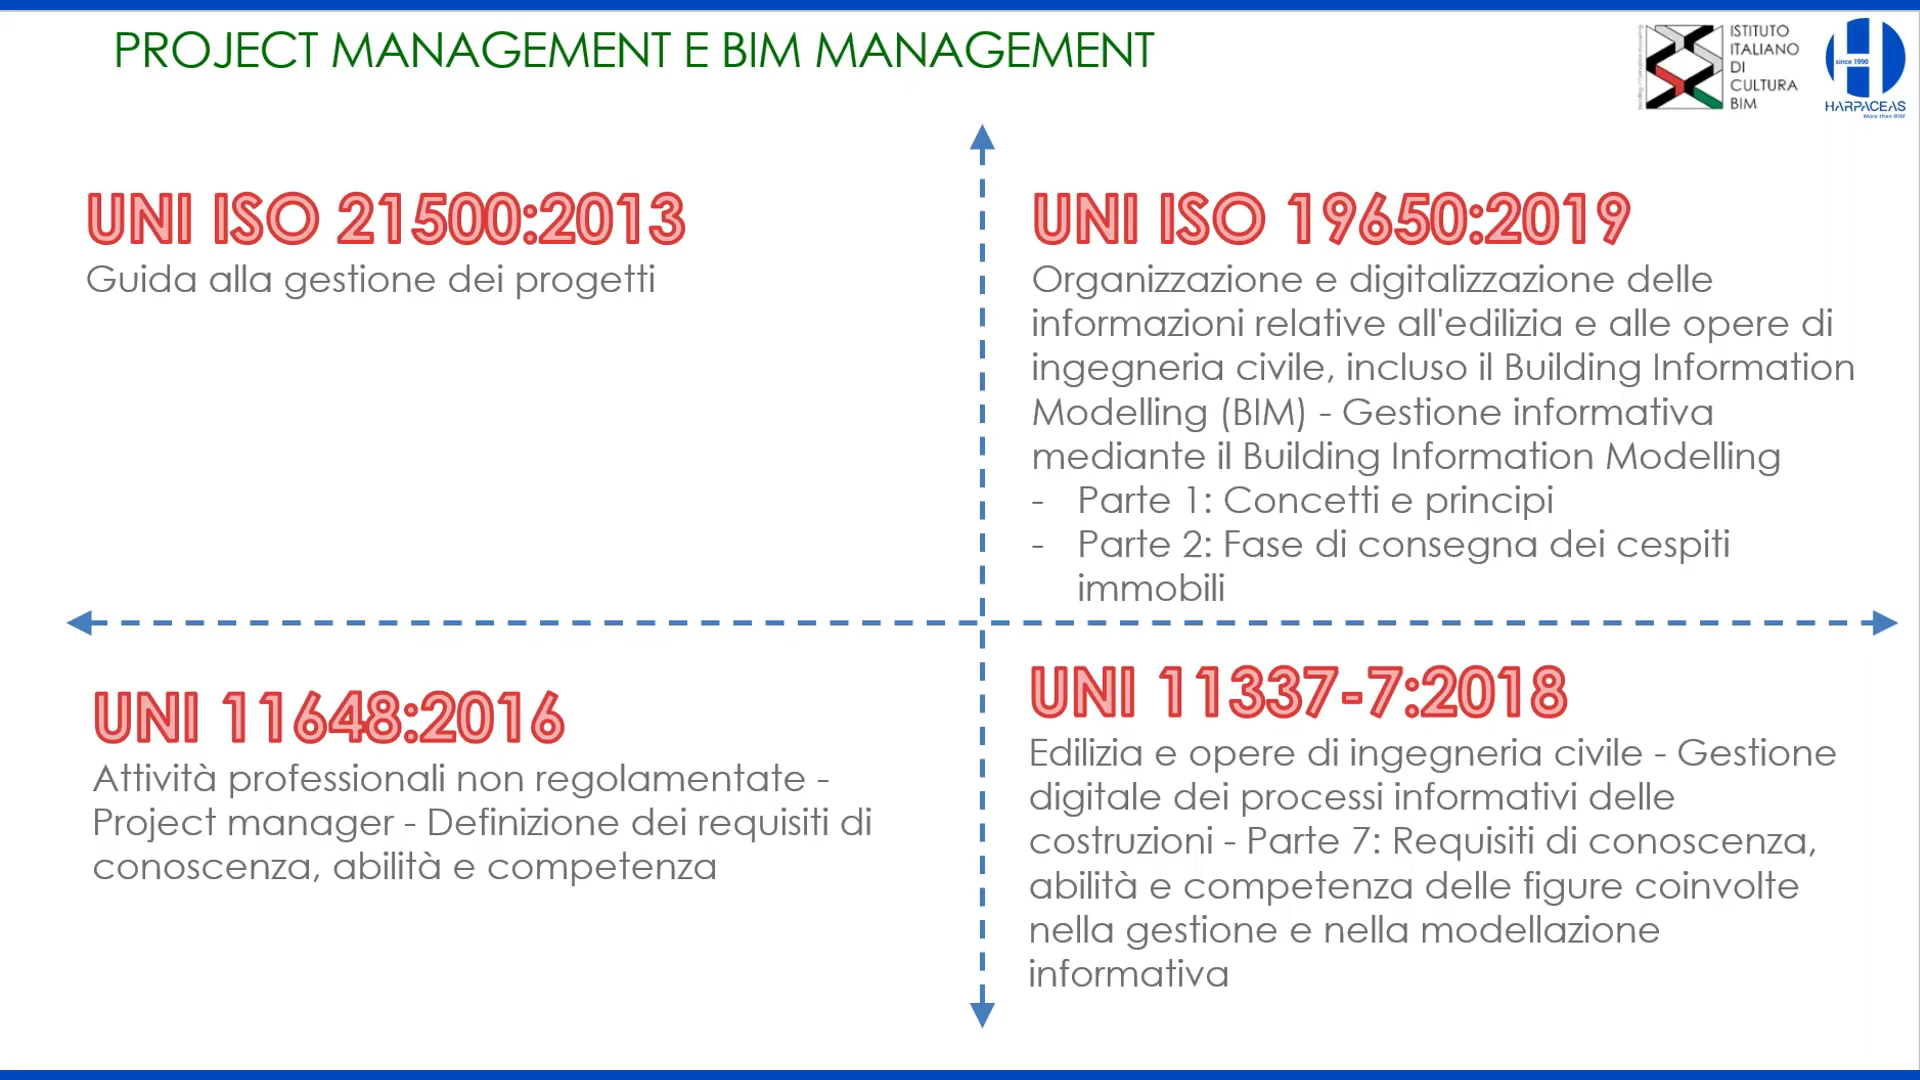 PROJECT MANAGEMENT E BIM MANAGEMENT
ISTITUTO
ITALIANO
DI
CULTURA
BIM
since 1990
HARPACEAS
More than BIM
UNI ISO 21500:2013
Guida alla gestione dei progetti
UNI ISO 19650:2019
Organizzazione e digitalizzazione delle
informazioni relative all'edilizia e alle opere di
ingegneria civile, incluso il Building Information
Modelling (BIM) - Gestione informativa
mediante il Building Information Modelling
- Parte 1: Concetti e principi
- Parte 2: Fase di consegna dei cespiti
immobili
UNI 11648:2016
Attività professionali non regolamentate -
Project manager - Definizione dei requisiti di
conoscenza, abilità e competenza
UNI 11337-7:2018
Edilizia e opere di ingegneria civile - Gestione
digitale dei processi informativi delle
costruzioni - Parte 7: Requisiti di conoscenza,
abilità e competenza delle figure coinvolte
nella gestione e nella modellazione
informativa